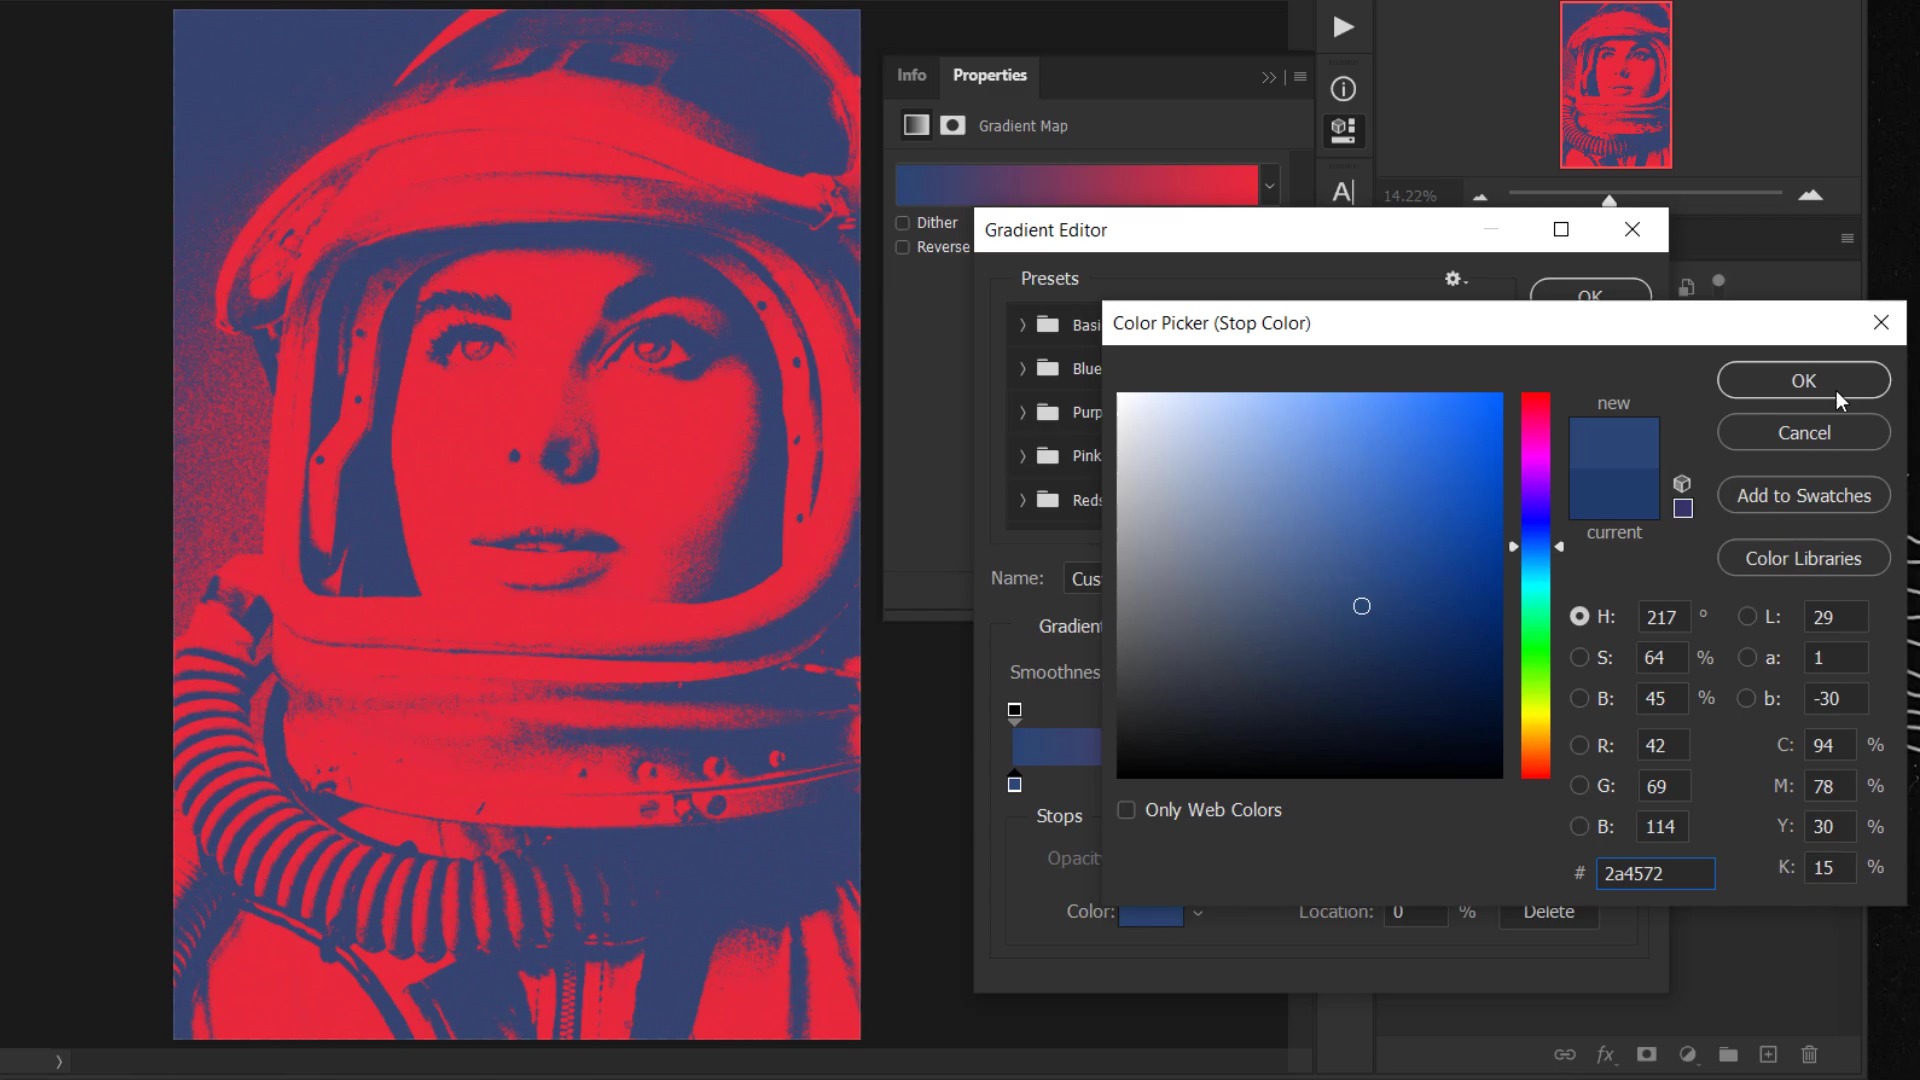 Info
Properties
Gradient Map
Dither
Reverse
A
14.22%
Gradient Editor
Presets
OK
Basi
Blue
Purp
Pink
Reds
Name: Cus
Gradient
Smoothnes
Stops
Opacit
Color:
Location: 0 %
Delete
Color Picker (Stop Color)
new
current
OK
Cancel
Add to Swatches
Color Libraries
H: 217 °
L: 29
S: 64 %
a: 1
B: 45 %
b: -30
R: 42
C: 94 %
G: 69
M: 78 %
B: 114
Y: 30 %
# 2a4572
K: 15 %
Only Web Colors
fx